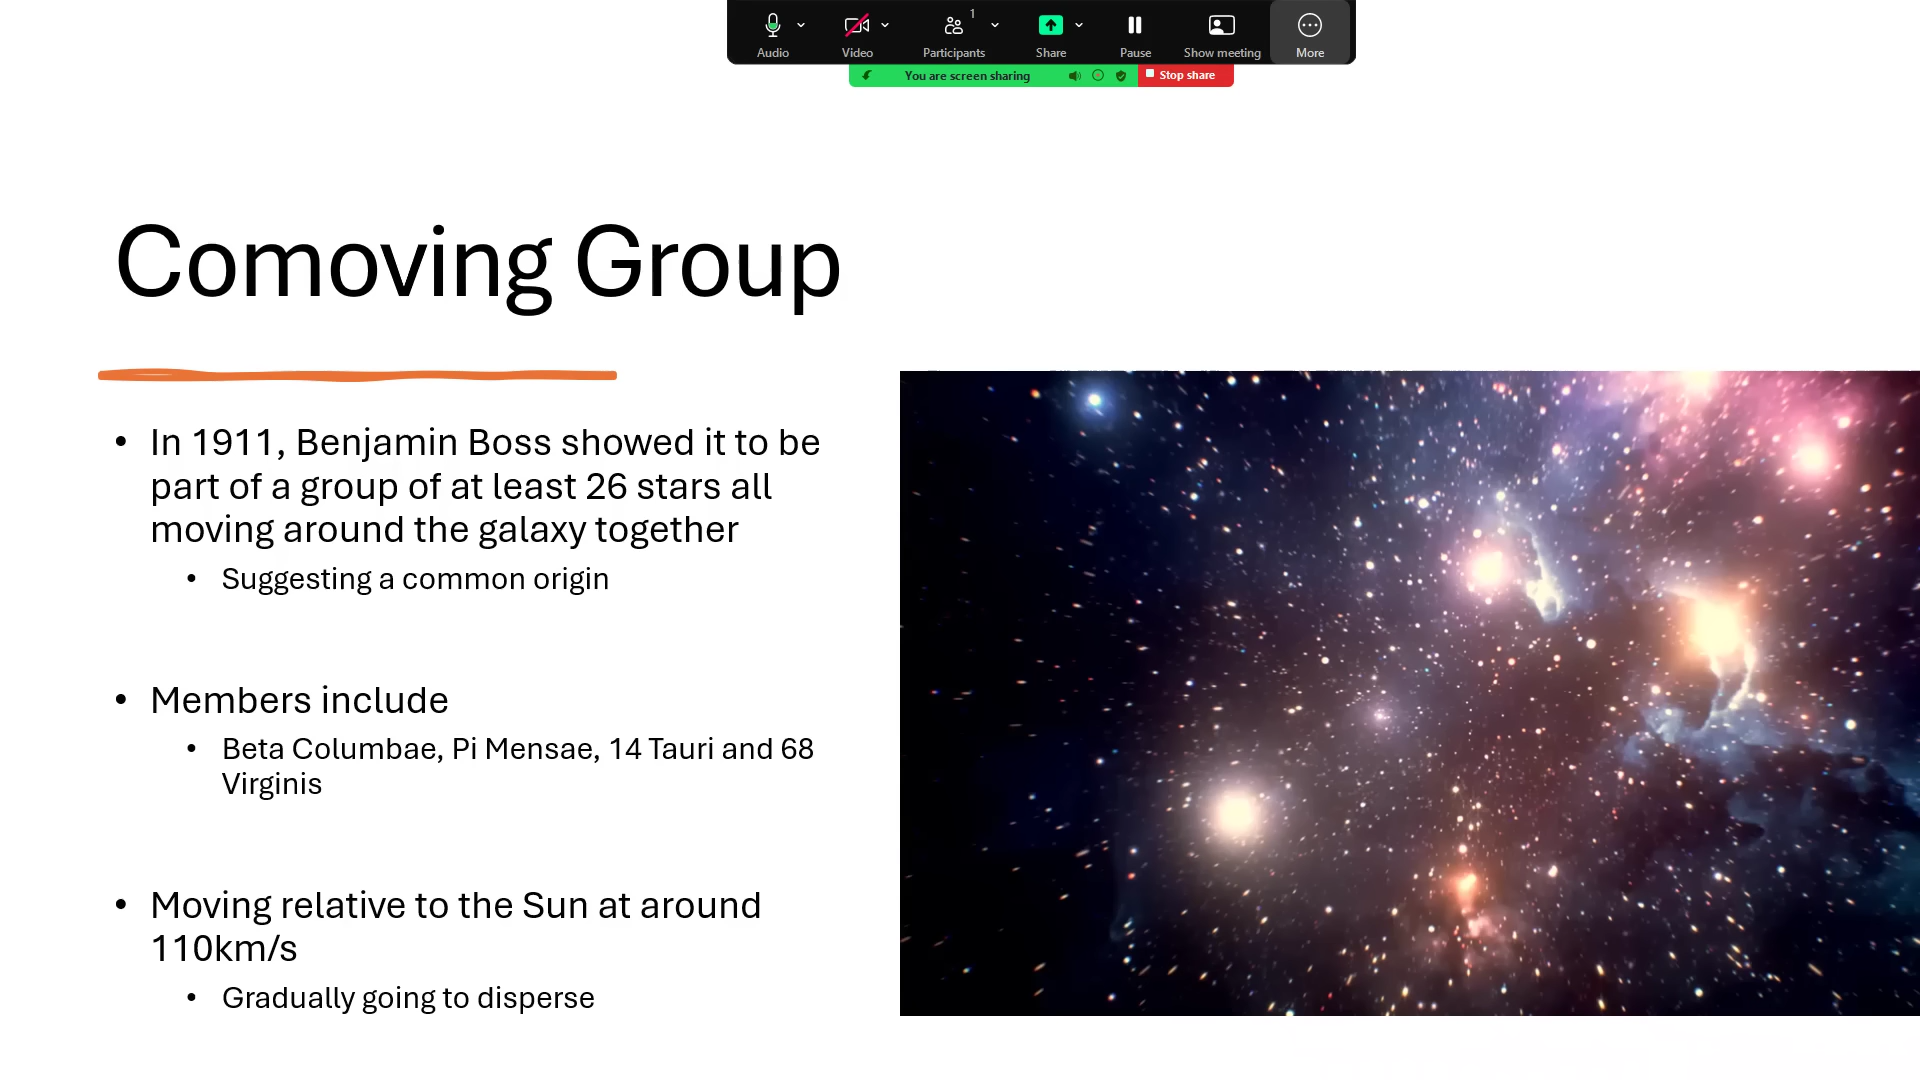 1
Audio
Video
Participants
Share
Pause
Show meeting
More
You are screen sharing
Stop share
Comoving Group
• In 1911, Benjamin Boss showed it to be
part of a group of at least 26 stars all
moving around the galaxy together
• Suggesting a common origin
• Members include
• Beta Columbae, Pi Mensae, 14 Tauri and 68
Virginis
• Moving relative to the Sun at around
110km/s
• Gradually going to disperse